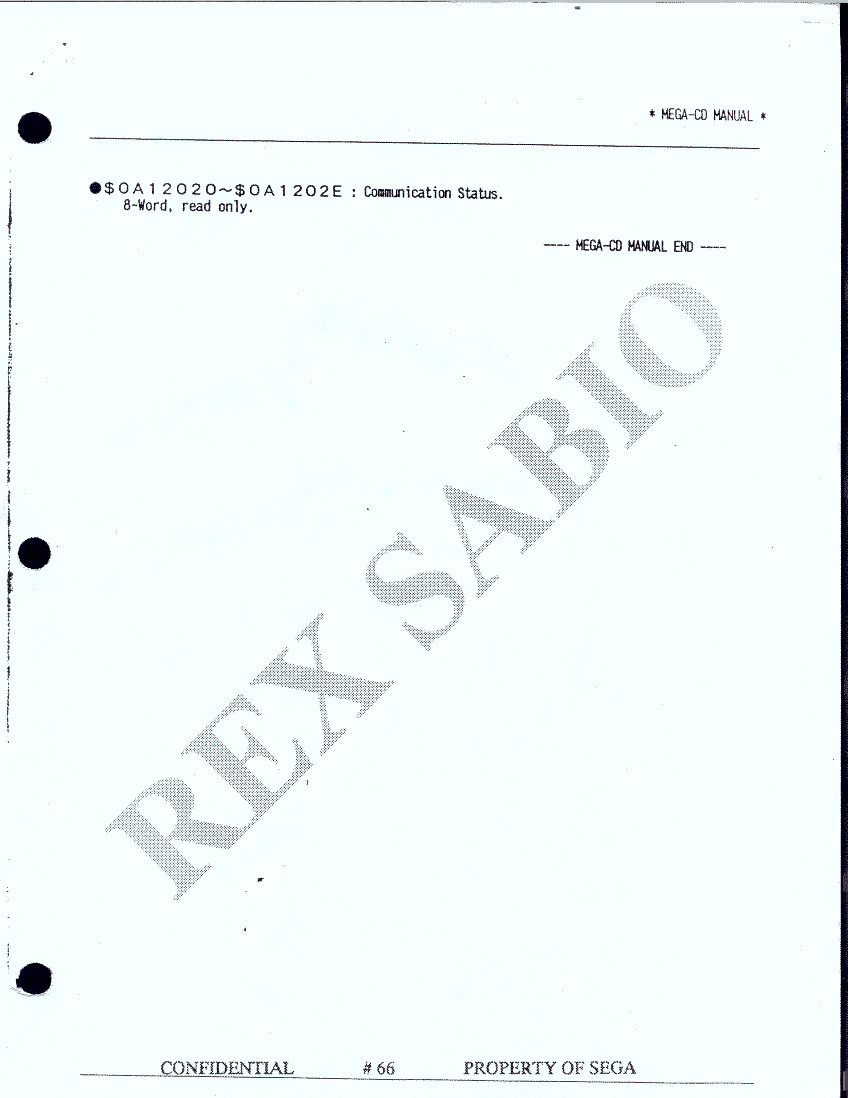 * MEGA-CD MANUAL *
●$0A12020~$0A1202E : Communication Status.
8-Word, read only.
---- MEGA-CD MANUAL END ----
REX SABIO
CONFIDENTIAL # 66 PROPERTY OF SEGA